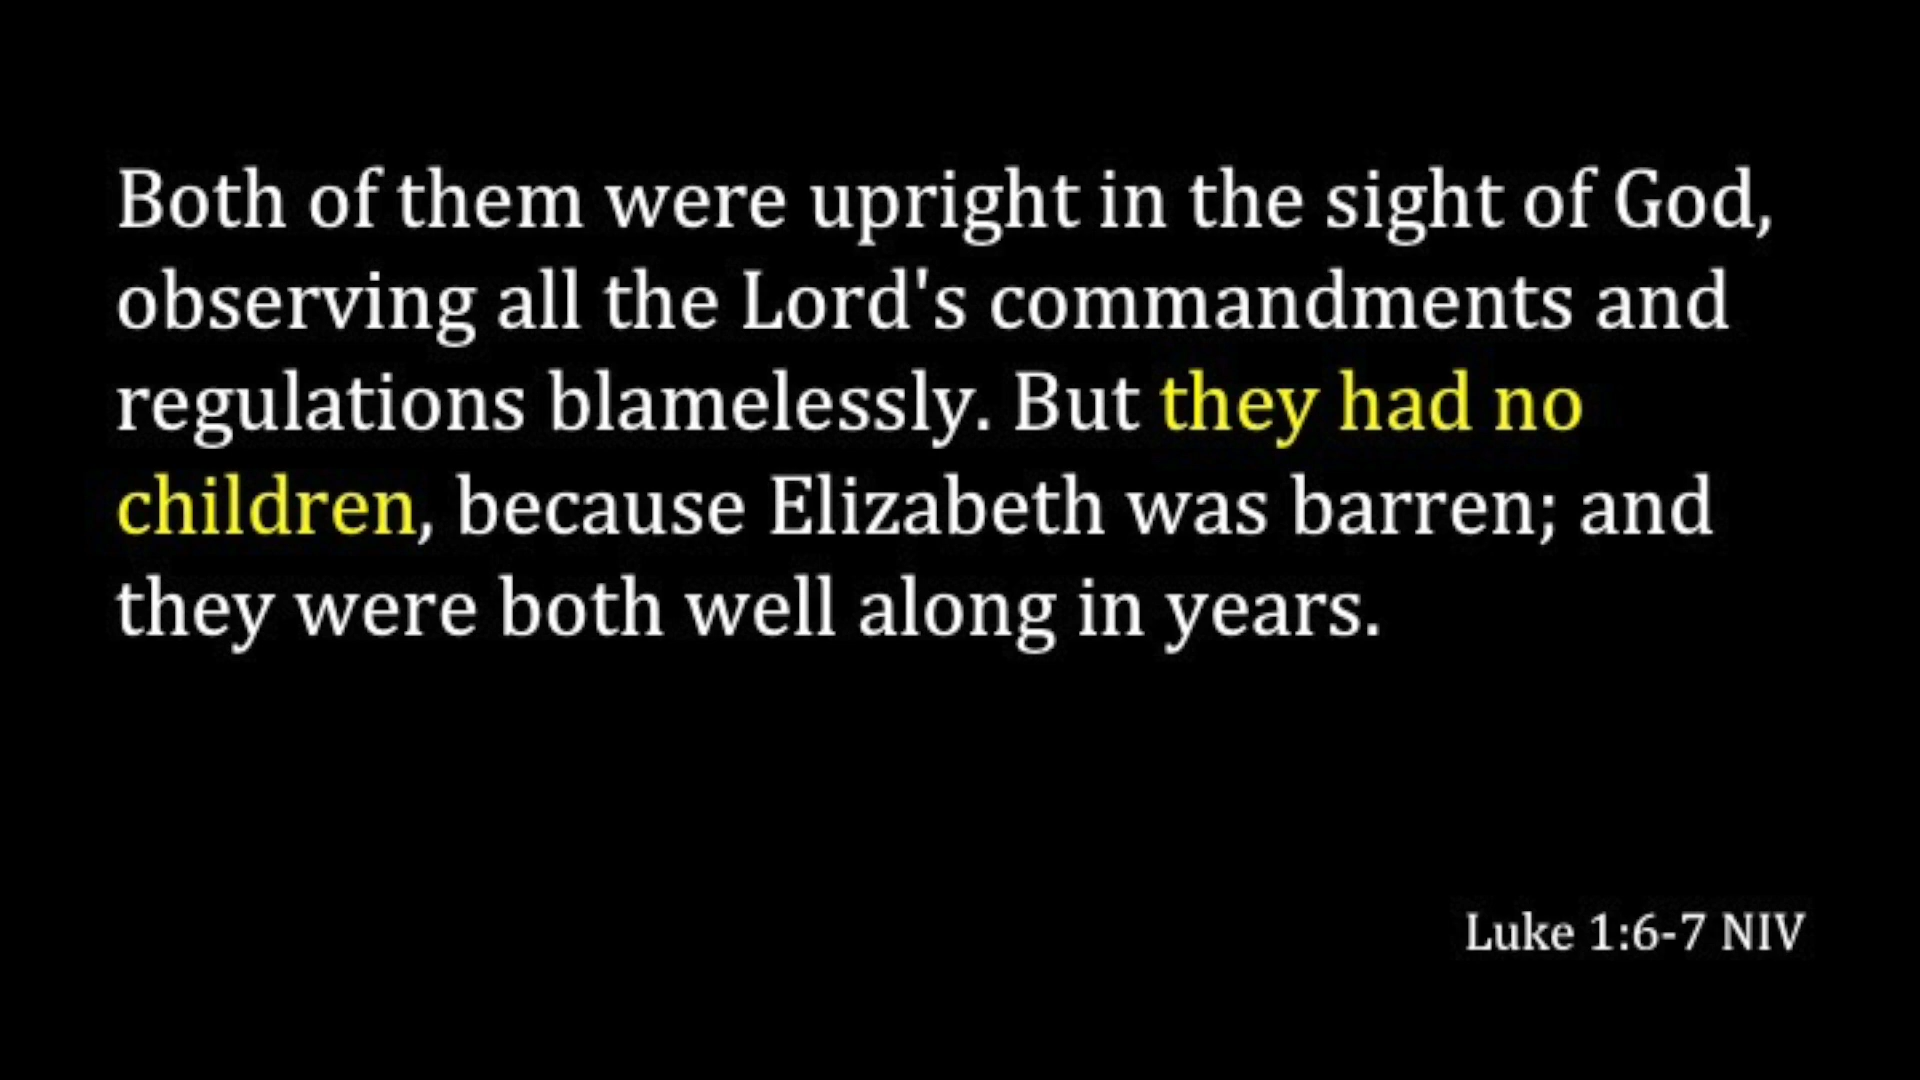 Both of them were upright in the sight of God,
observing all the Lord's commandments and
regulations blamelessly. But they had no
children, because Elizabeth was barren; and
they were both well along in years.
Luke 1:6-7 NIV